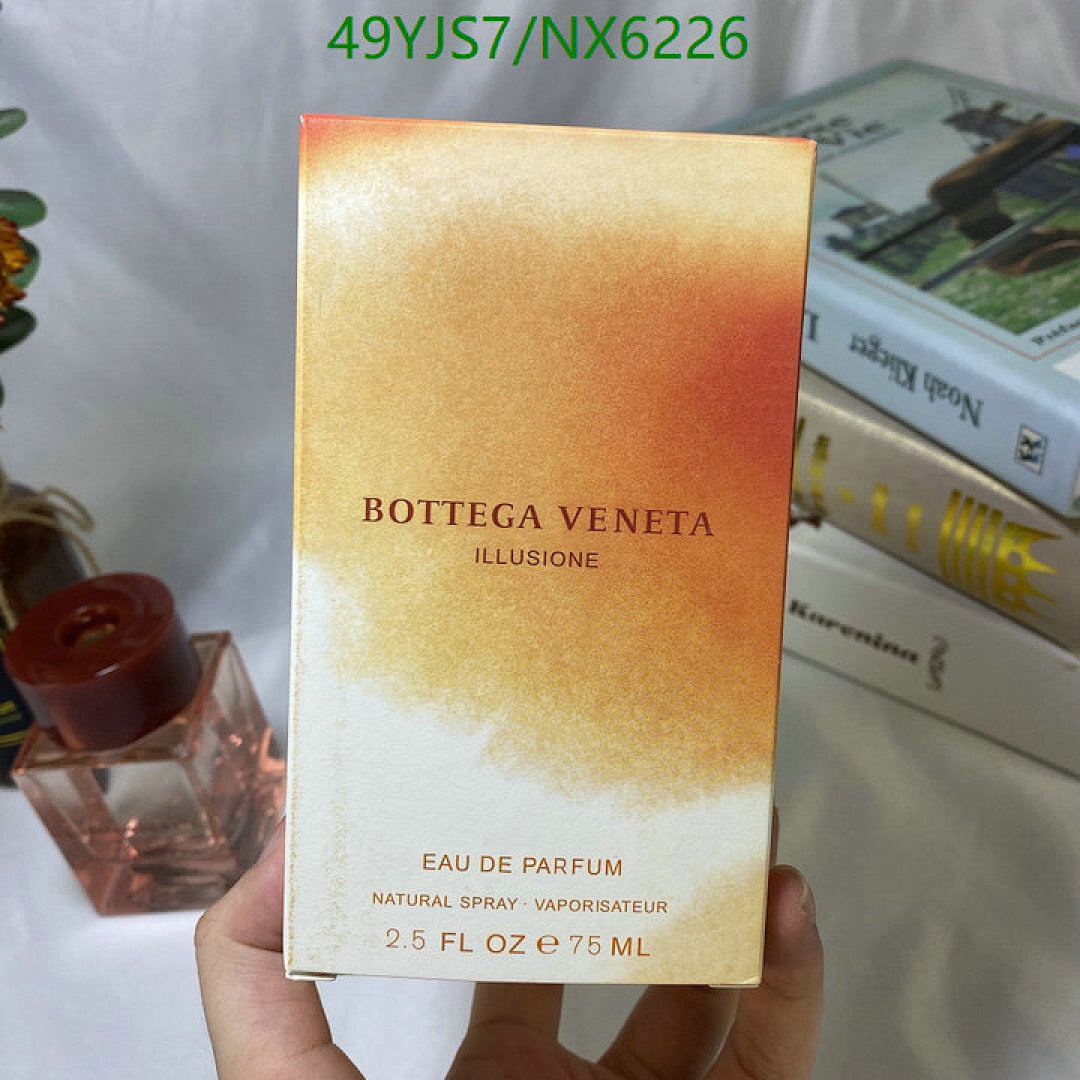 49YJS7/NX6226
BOTTEGA VENETA
ILLUSIONE
EAU DE PARFUM
NATURAL SPRAY · VAPORISATEUR
2.5 FL OZ ℮ 75 ML
Noah Klieger
Karenina